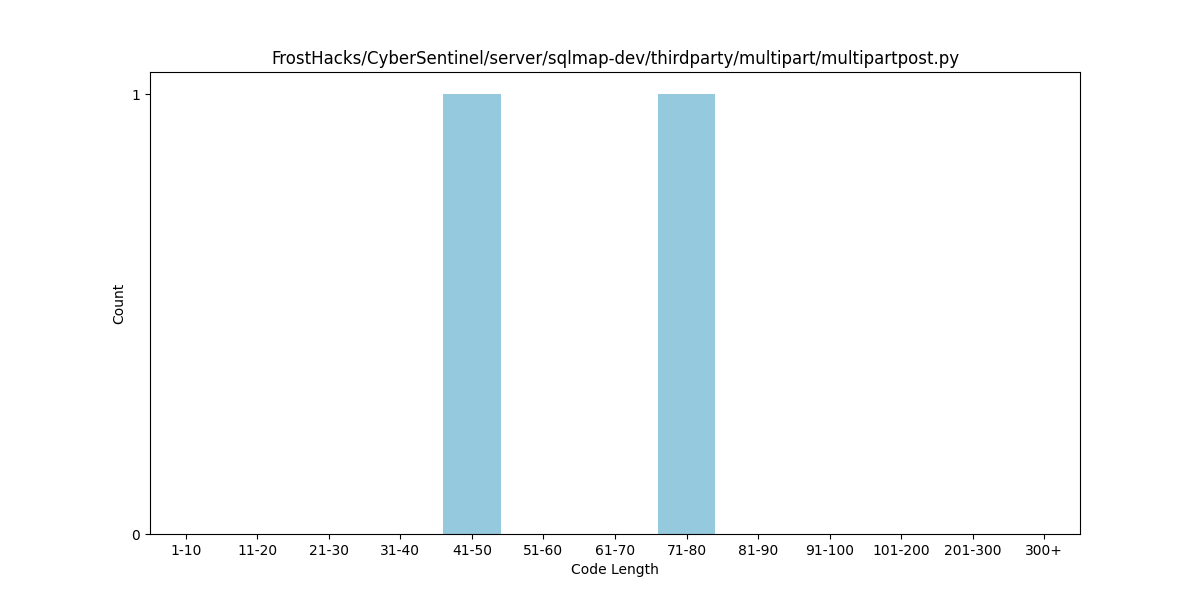 FrostHacks/CyberSentinel/server/sqlmap-dev/thirdparty/multipart/multipartpost.py
1
Count
0
1-10 11-20 21-30 31-40 41-50 51-60 61-70 71-80 81-90 91-100 101-200 201-300 300+
Code Length